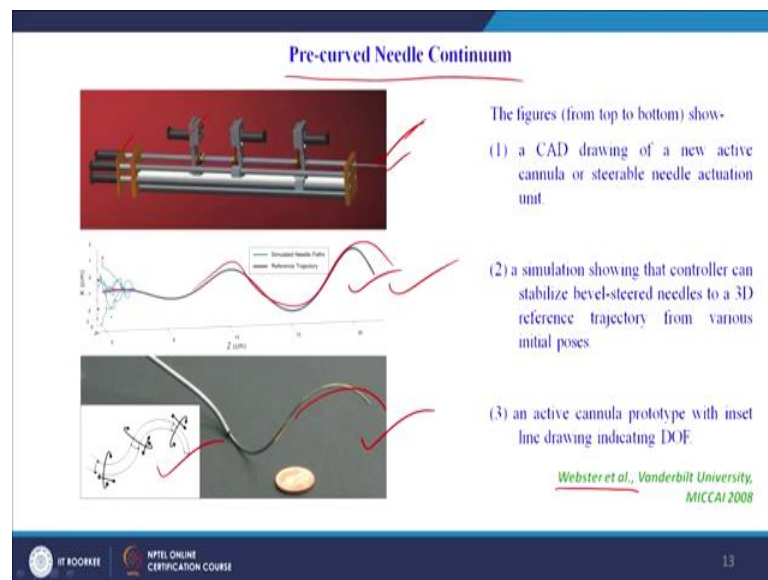 Pre-curved Needle Continuum
The figures (from top to bottom) show-
(1) a CAD drawing of a new active
cannula or steerable needle actuation
unit.
Simulated Needle Paths
Reference Trajectory
X (cm)
Z (cm)
(2) a simulation showing that controller can
stabilize bevel-steered needles to a 3D
reference trajectory from various
initial poses.
(3) an active cannula prototype with inset
line drawing indicating DOF.
Webster et al., Vanderbilt University,
MICCAI 2008
IIT ROORKEE
NPTEL ONLINE
CERTIFICATION COURSE
13